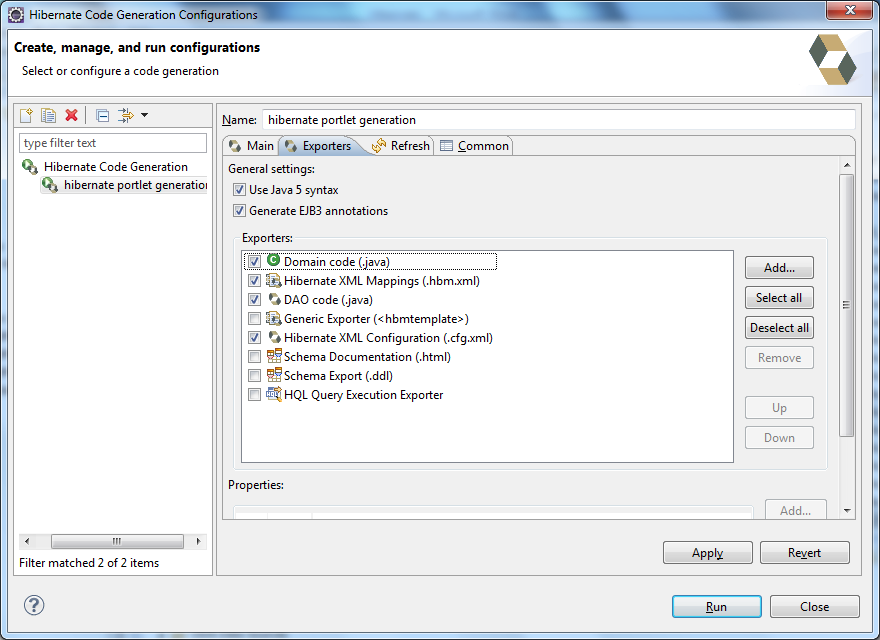 Hibernate Code Generation Configurations
Create, manage, and run configurations
Select or configure a code generation
type filter text
Hibernate Code Generation
hibernate portlet generation
Filter matched 2 of 2 items
Name: hibernate portlet generation
Main Exporters Refresh Common
General settings:
Use Java 5 syntax
Generate EJB3 annotations
Exporters:
Domain code (.java)
Hibernate XML Mappings (.hbm.xml)
DAO code (.java)
Generic Exporter (<hbmtemplate>)
Hibernate XML Configuration (.cfg.xml)
Schema Documentation (.html)
Schema Export (.ddl)
HQL Query Execution Exporter
Add...
Select all
Deselect all
Remove
Up
Down
Properties:
Add...
Apply Revert
Run Close